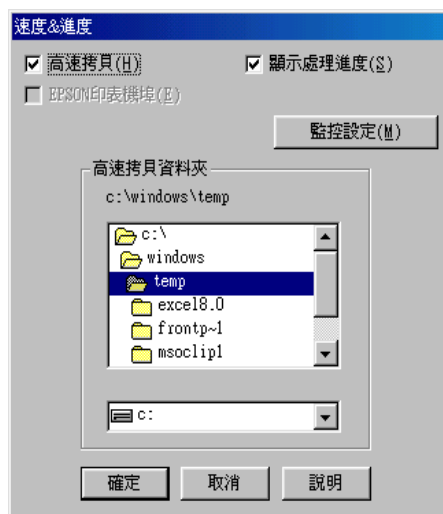 速度&進度
高速拷貝(H)
顯示處理進度(S)
EPSON印表機埠(E)
監控設定(M)
高速拷貝資料夾
c:\windows\temp
c:\
windows
temp
excel8.0
frontp~1
msoclip1
c:
確定
取消
說明